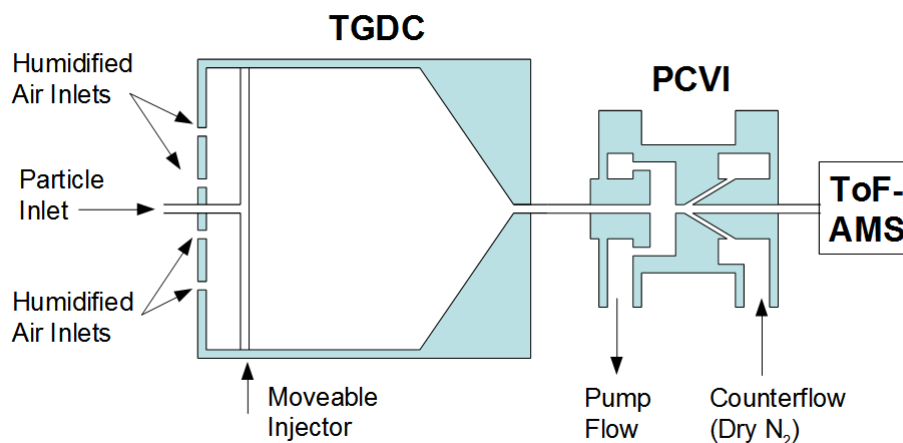 TGDC
PCVI
Humidified
Air Inlets
Particle
Inlet
Humidified
Air Inlets
Moveable
Injector
Pump
Flow
Counterflow
(Dry N₂)
ToF-
AMS